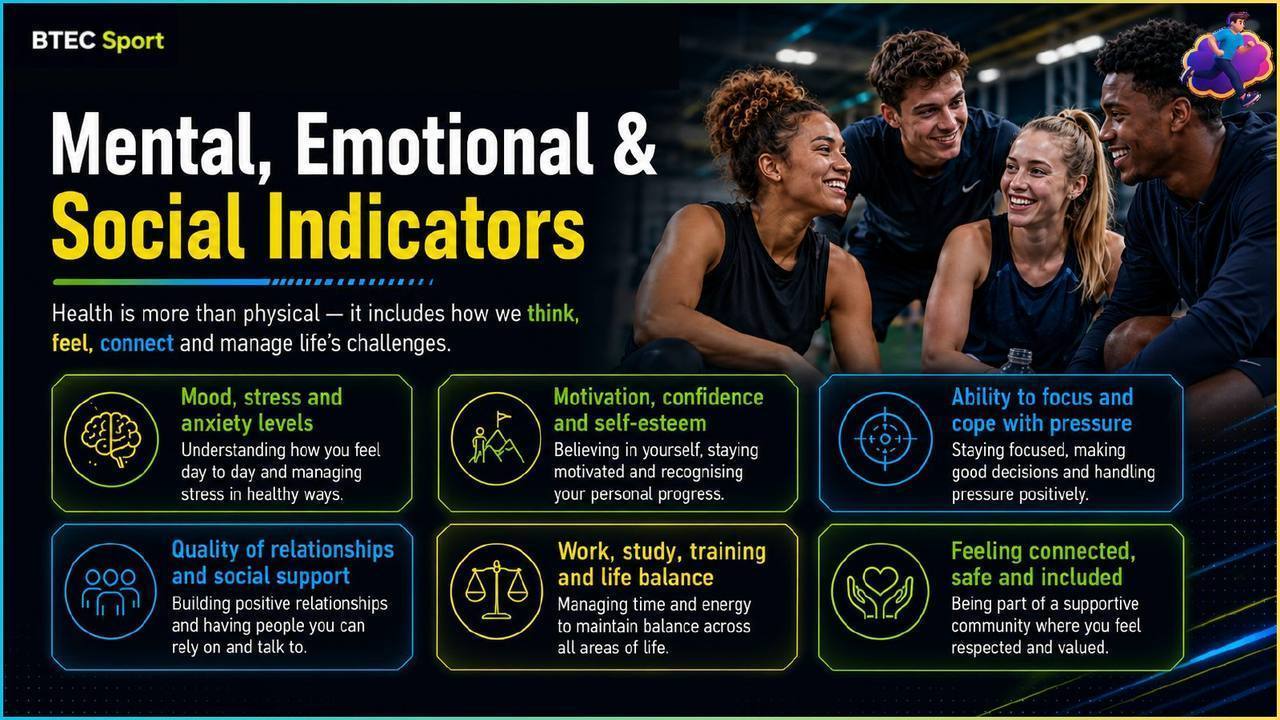 BTEC Sport
Mental, Emotional &
Social Indicators
Health is more than physical — it includes how we think,
feel, connect and manage life's challenges.
Mood, stress and
anxiety levels
Understanding how you feel
day to day and managing
stress in healthy ways.
Motivation, confidence
and self-esteem
Believing in yourself, staying
motivated and recognising
your personal progress.
Ability to focus and
cope with pressure
Staying focused, making
good decisions and handling
pressure positively.
Quality of relationships
and social support
Building positive relationships
and having people you can
rely on and talk to.
Work, study, training
and life balance
Managing time and energy
to maintain balance across
all areas of life.
Feeling connected,
safe and included
Being part of a supportive
community where you feel
respected and valued.